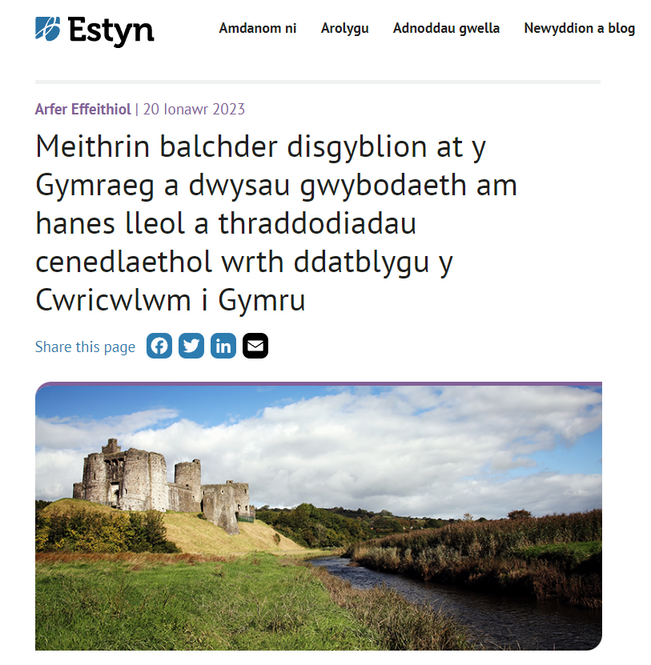 Estyn
Amdanom ni Arolygu Adnoddau gwella Newyddion a blog
Arfer Effeithiol | 20 Ionawr 2023
Meithrin balchder disgyblion at y
Gymraeg a dwysau gwybodaeth am
hanes lleol a thraddodiadau
cenedlaethol wrth ddatblygu y
Cwricwlwm i Gymru
Share this page